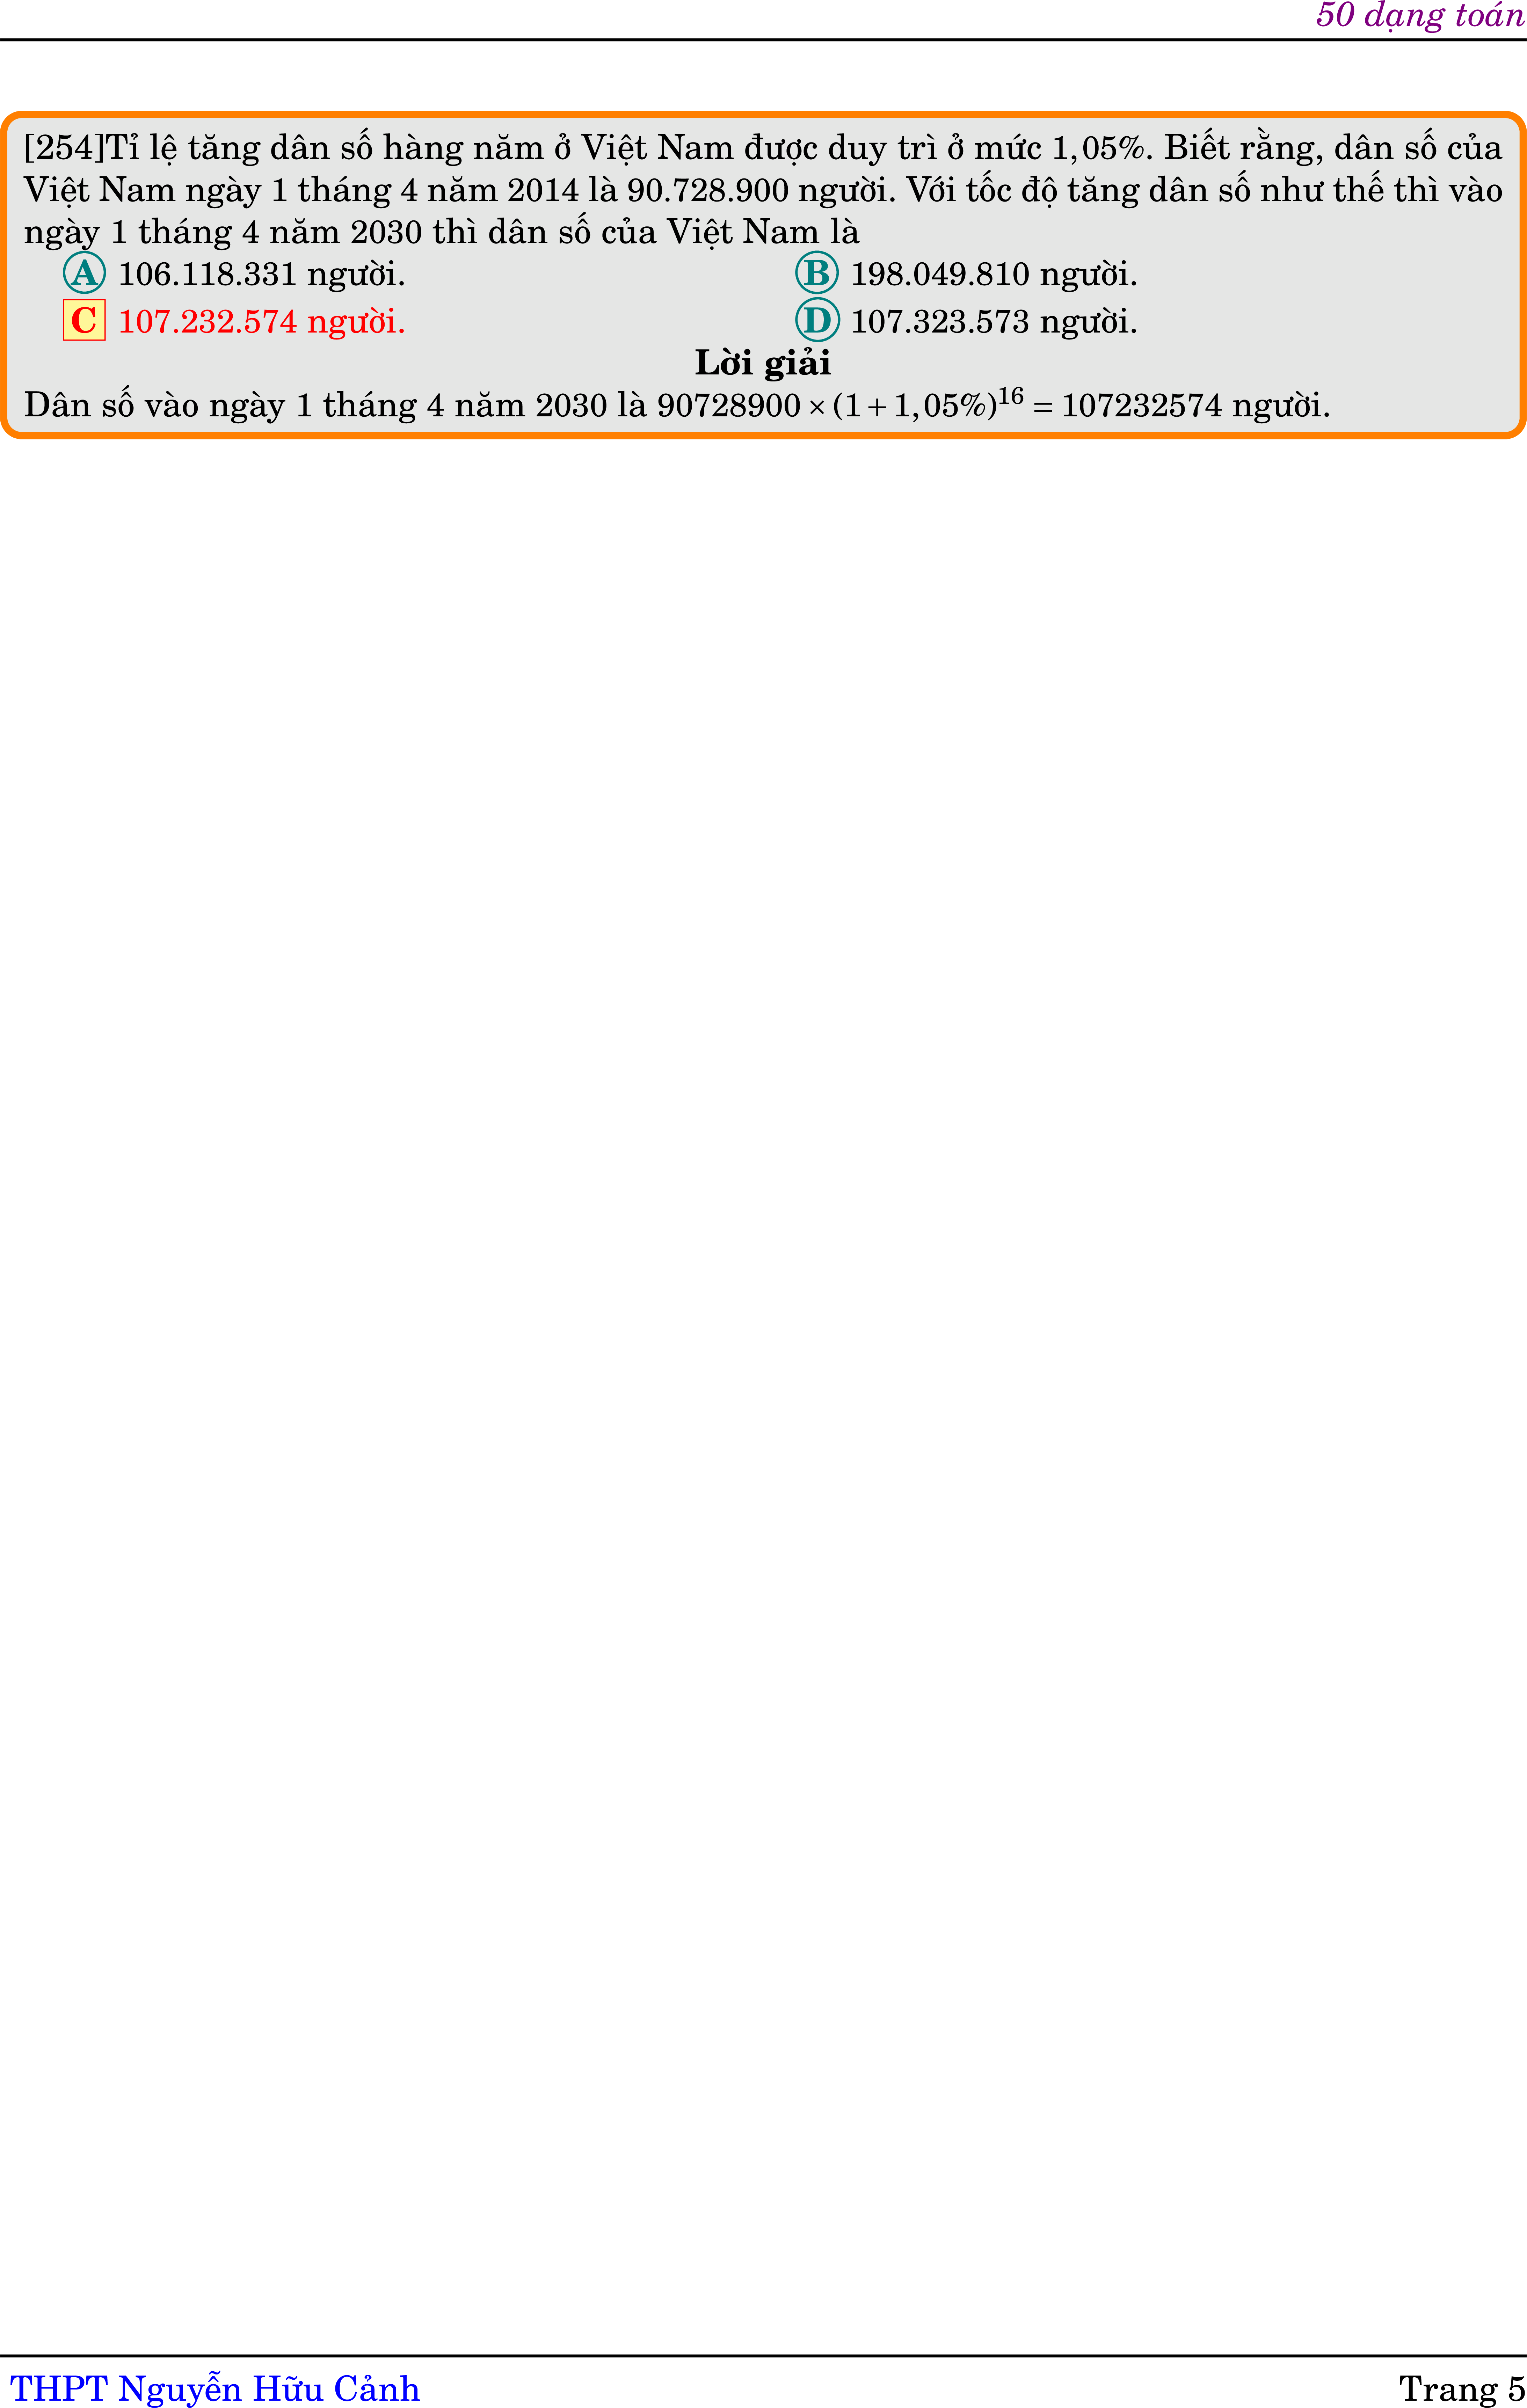 50 dạng toán
[254]Tỉ lệ tăng dân số hàng năm ở Việt Nam được duy trì ở mức 1,05%. Biết rằng, dân số của
Việt Nam ngày 1 tháng 4 năm 2014 là 90.728.900 người. Với tốc độ tăng dân số như thế thì vào
ngày 1 tháng 4 năm 2030 thì dân số của Việt Nam là
A 106.118.331 người. B 198.049.810 người.
C 107.232.574 người. D 107.323.573 người.
Lời giải
Dân số vào ngày 1 tháng 4 năm 2030 là 90728900 × (1 + 1,05%)^16 = 107232574 người.
THPT Nguyễn Hữu Cảnh Trang 5